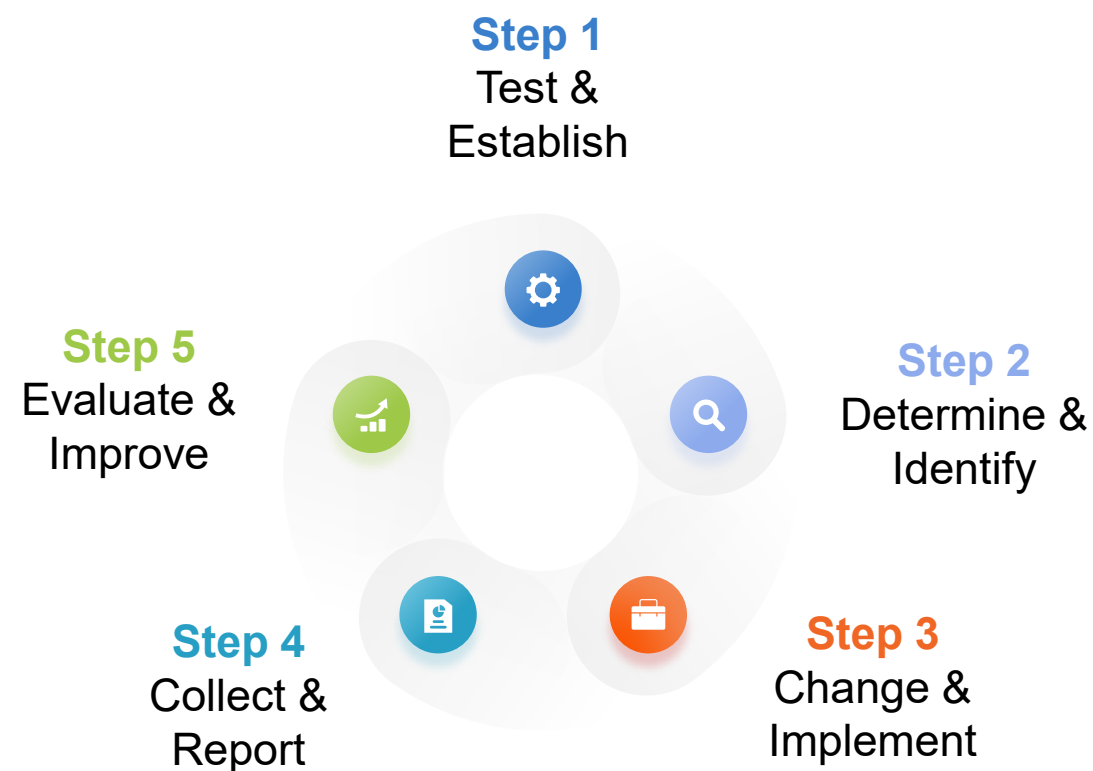 Step 1
Test &
Establish
Step 2
Determine &
Identify
Step 3
Change &
Implement
Step 4
Collect &
Report
Step 5
Evaluate &
Improve